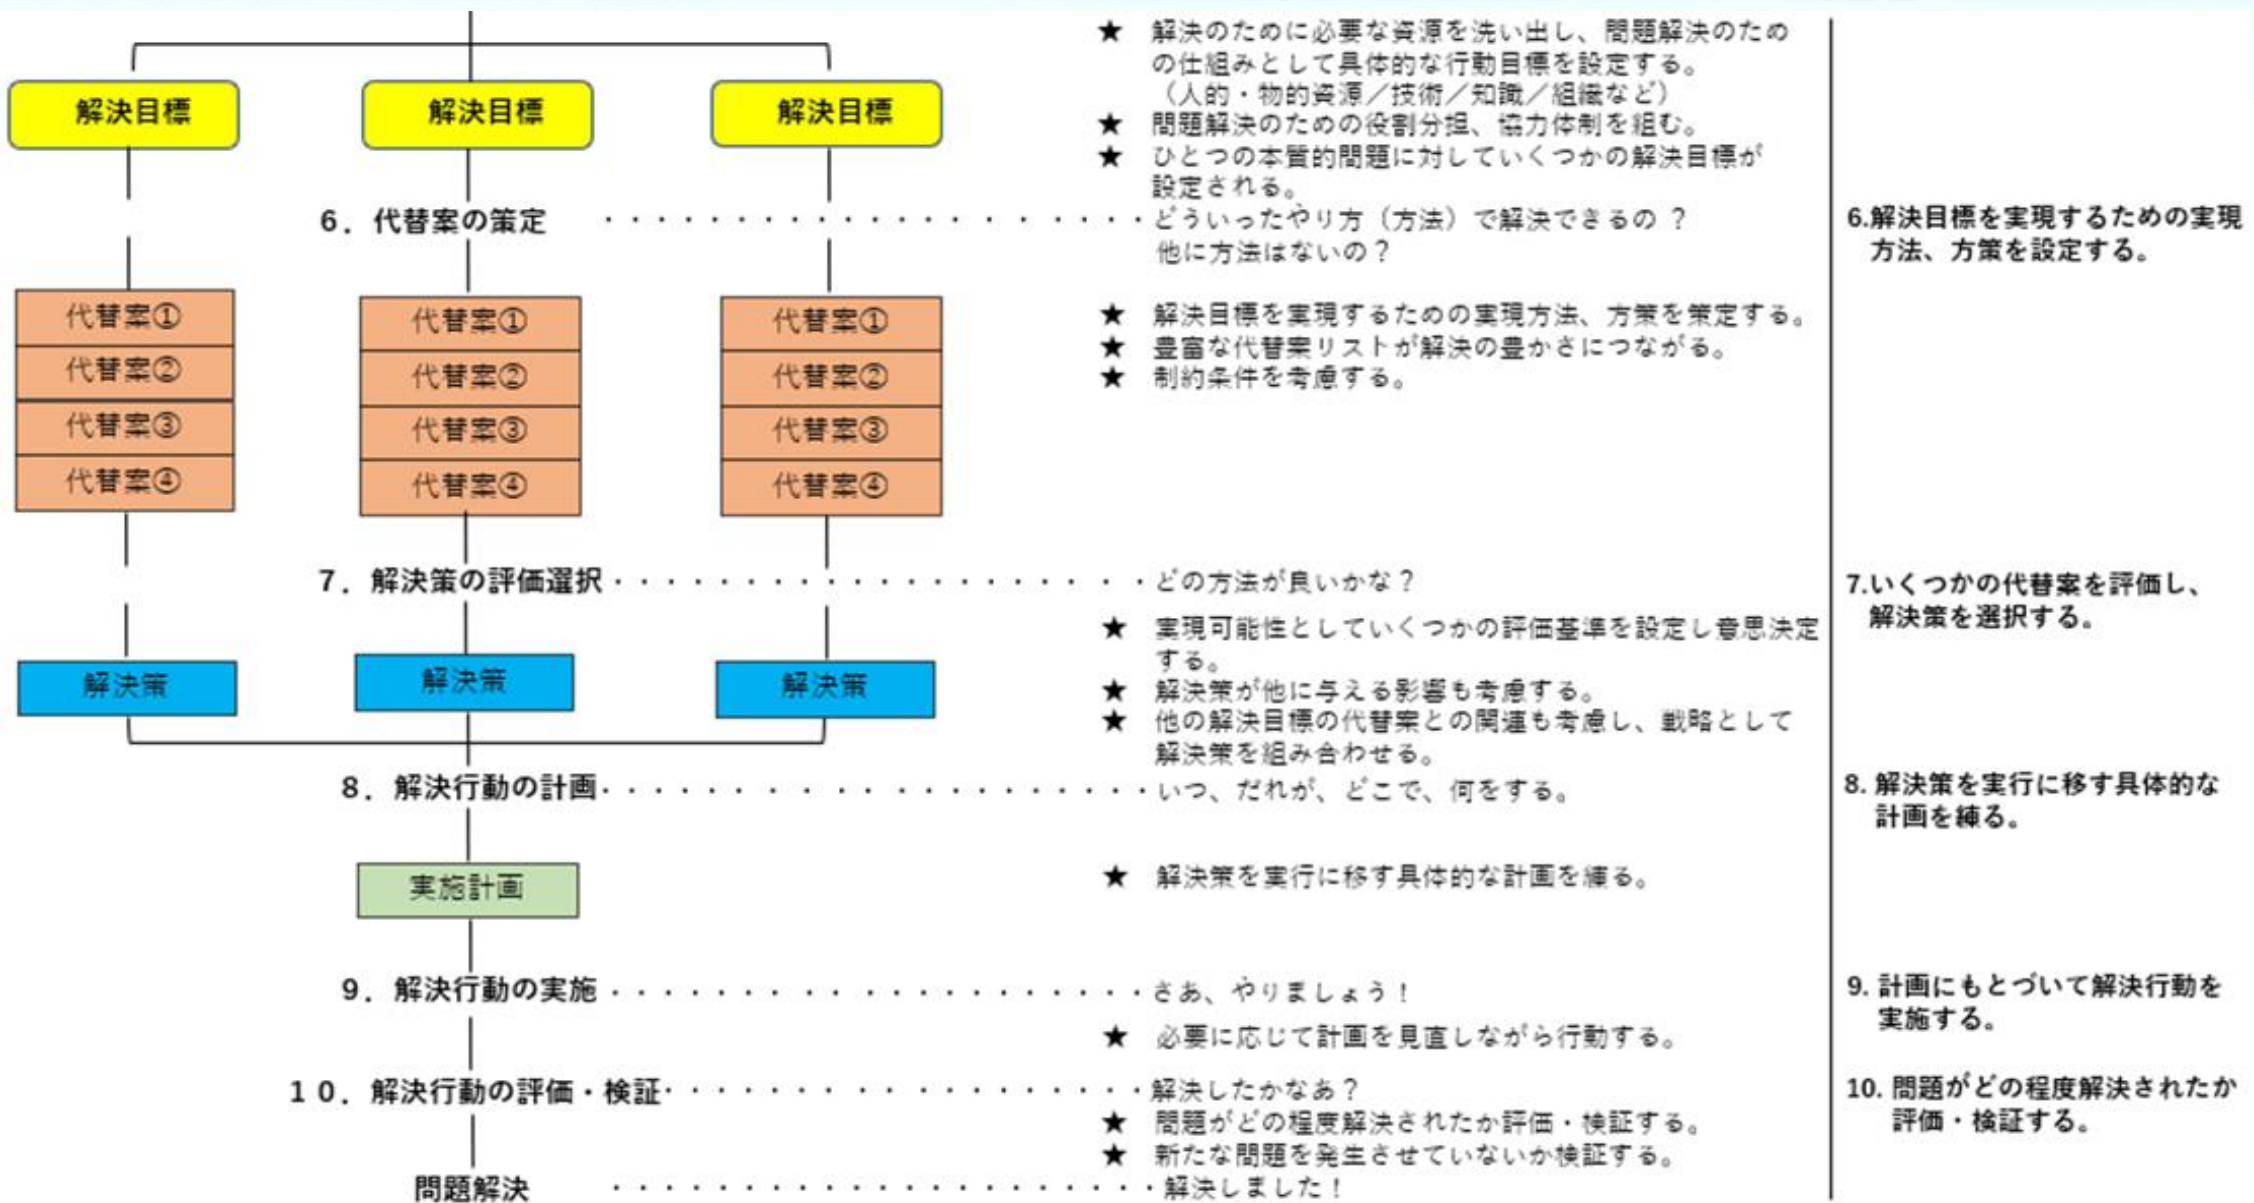 ★ 解決のために必要な資源を洗い出し、問題解決のため
の仕組みとして具体的な行動目標を設定する。
（人的・物的資源／技術／知識／組織など）
解決目標
解決目標
解決目標
★ 問題解決のための役割分担、協力体制を組む。
★ ひとつの本質的問題に対していくつかの解決目標が
設定される。
6．代替案の策定 ・・・・・・・・・・・・・・・・・・・・・どういったやり方（方法）で解決できるの？
他に方法はないの？
6.解決目標を実現するための実現
方法、方策を設定する。
代替案①
代替案②
代替案③
代替案④
代替案①
代替案②
代替案③
代替案④
代替案①
代替案②
代替案③
代替案④
★ 解決目標を実現するための実現方法、方策を策定する。
★ 豊富な代替案リストが解決の豊かさにつながる。
★ 制約条件を考慮する。
7．解決策の評価選択・・・・・・・・・・・・・・・・・・・・・どの方法が良いかな？
7.いくつかの代替案を評価し、
解決策を選択する。
★ 実現可能性としていくつかの評価基準を設定し意思決定
する。
解決策
解決策
解決策
★ 解決策が他に与える影響も考慮する。
★ 他の解決目標の代替案との関連も考慮し、戦略として
解決策を組み合わせる。
8．解決行動の計画・・・・・・・・・・・・・・・・・・・・・いつ、だれが、どこで、何をする。
8. 解決策を実行に移す具体的な
計画を練る。
実施計画
★ 解決策を実行に移す具体的な計画を練る。
9．解決行動の実施・・・・・・・・・・・・・・・・・・・・・さあ、やりましょう！
9. 計画にもとづいて解決行動を
実施する。
★ 必要に応じて計画を見直しながら行動する。
１０．解決行動の評価・検証・・・・・・・・・・・・・・・・・・・解決したかなあ？
10. 問題がどの程度解決されたか
評価・検証する。
★ 問題がどの程度解決されたか評価・検証する。
★ 新たな問題を発生させていないか検証する。
問題解決 ・・・・・・・・・・・・・・・・・・・・・解決しました！